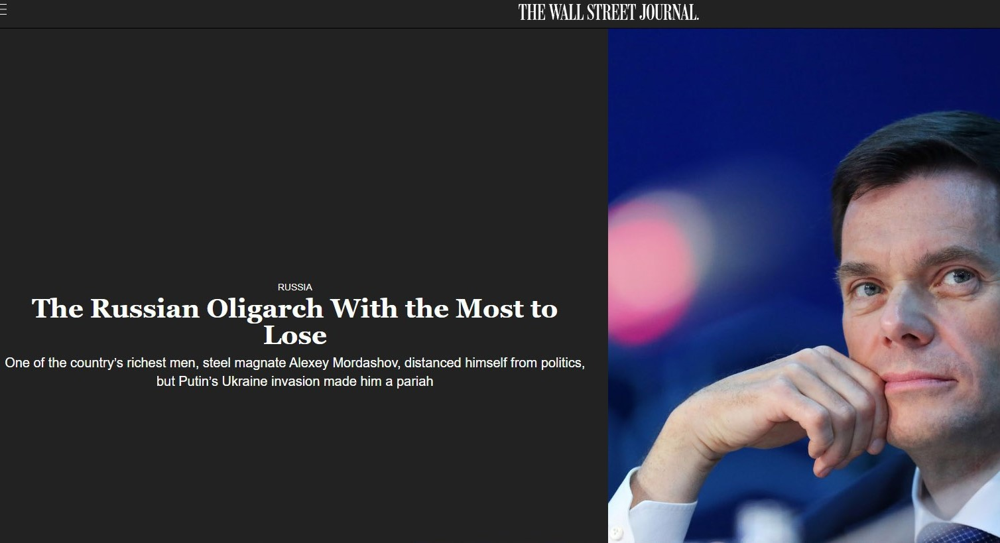 THE WALL STREET JOURNAL.
RUSSIA
The Russian Oligarch With the Most to
Lose
One of the country’s richest men, steel magnate Alexey Mordashov, distanced himself from politics,
but Putin’s Ukraine invasion made him a pariah